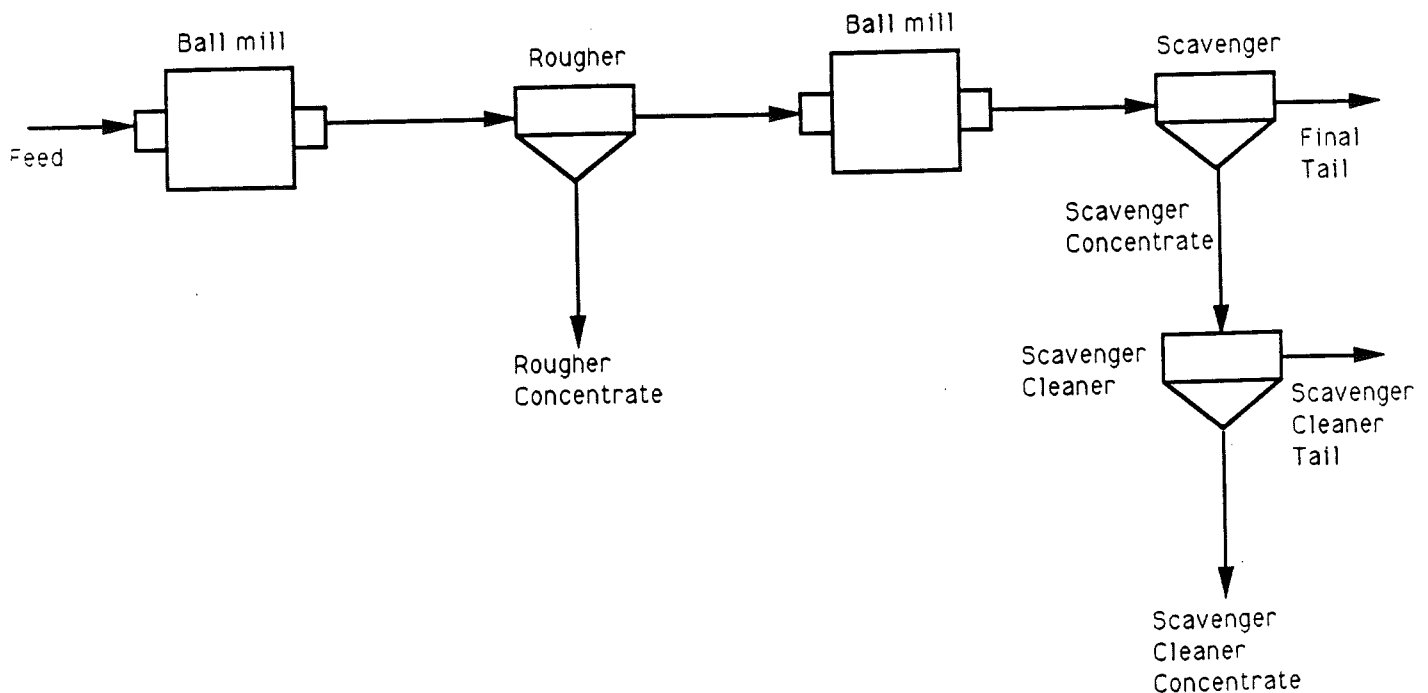 Ball mill
Rougher
Ball mill
Scavenger
Feed
Final
Tail
Scavenger
Concentrate
Rougher
Concentrate
Scavenger
Cleaner
Scavenger
Cleaner
Tail
Scavenger
Cleaner
Concentrate